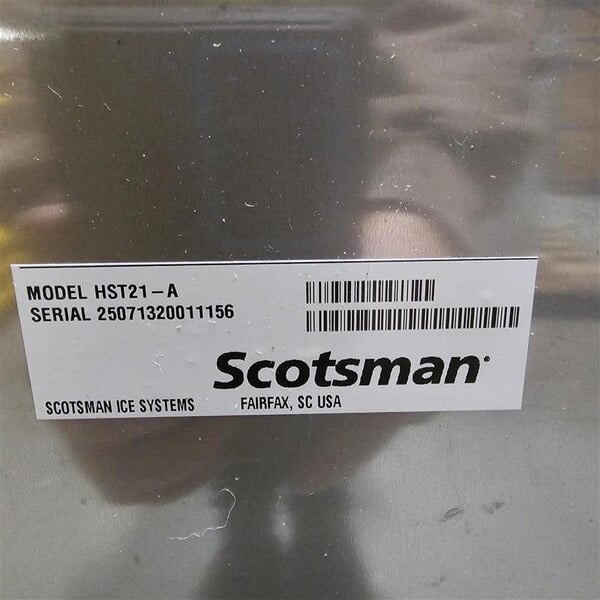 MODEL HST21-A
SERIAL 25071320011156
Scotsman
SCOTSMAN ICE SYSTEMS FAIRFAX, SC USA